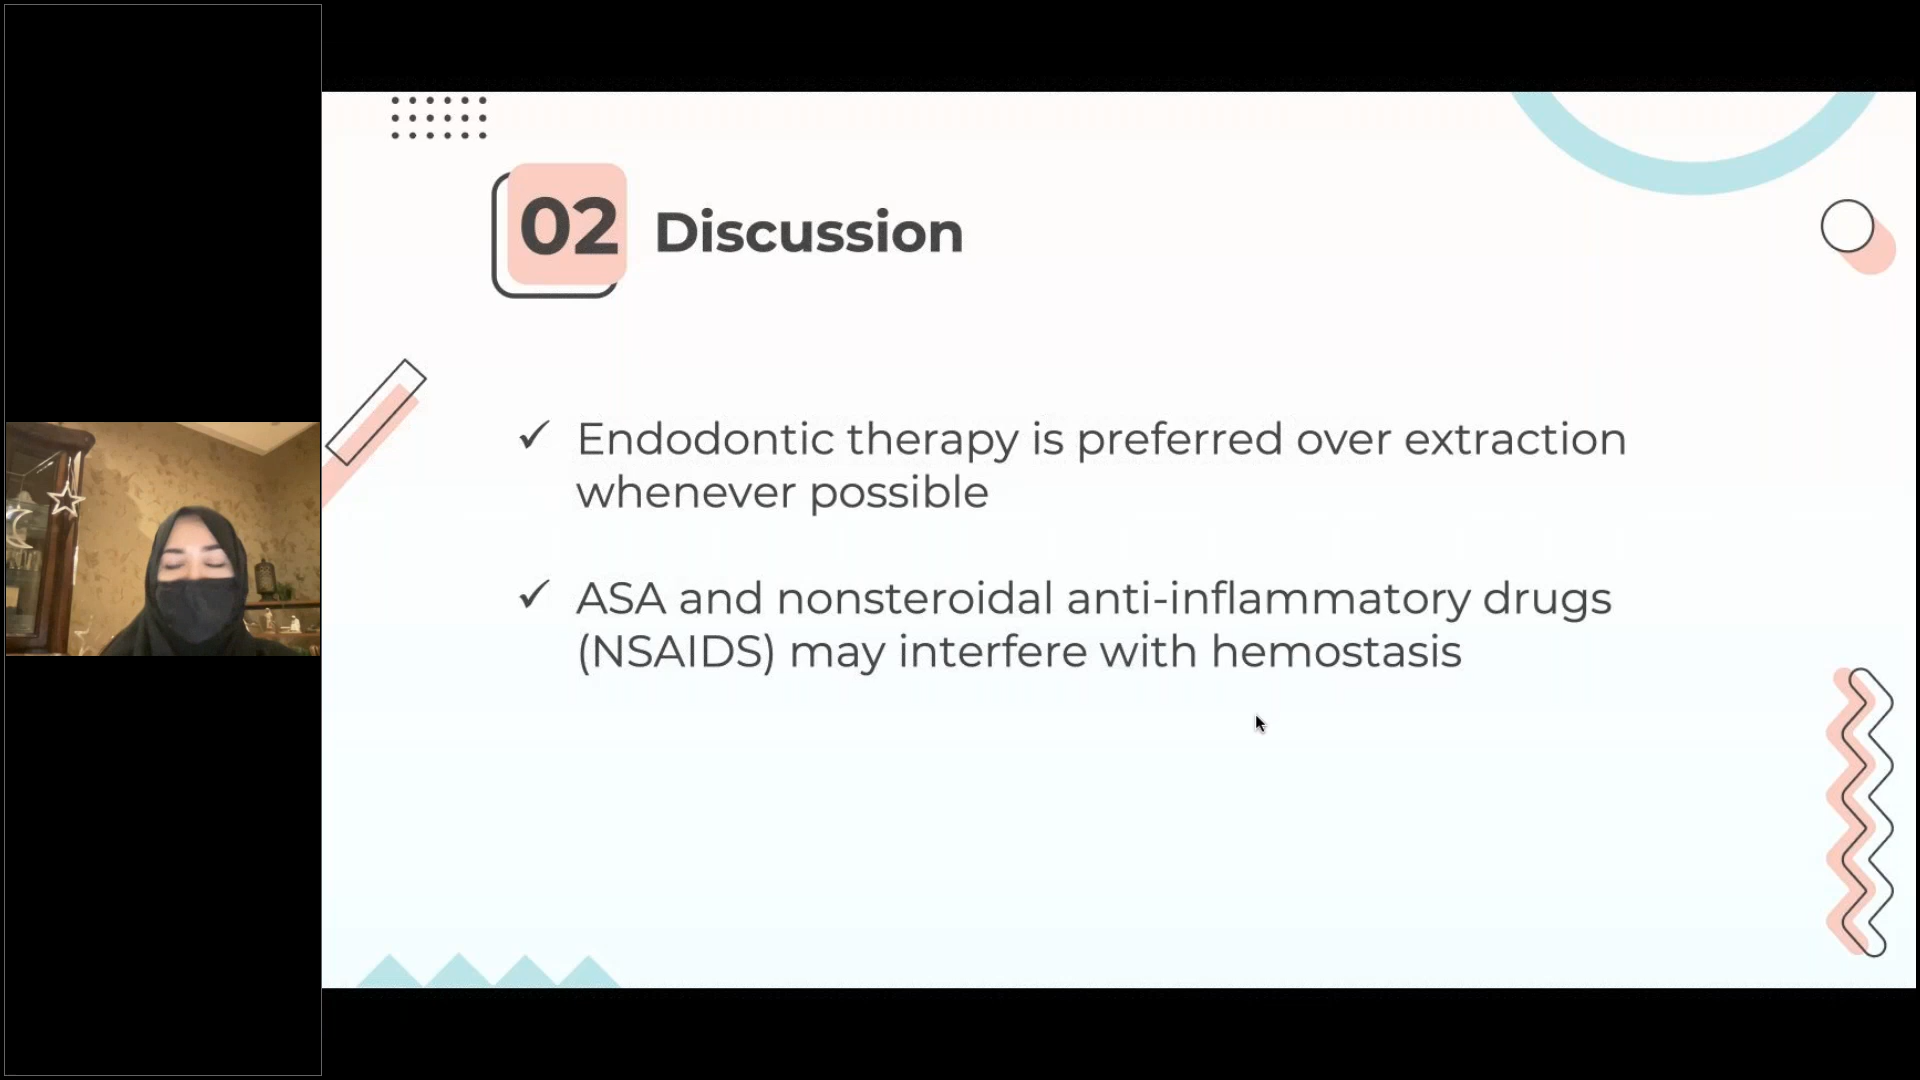 02 Discussion
✓ Endodontic therapy is preferred over extraction
whenever possible
✓ ASA and nonsteroidal anti-inflammatory drugs
(NSAIDS) may interfere with hemostasis